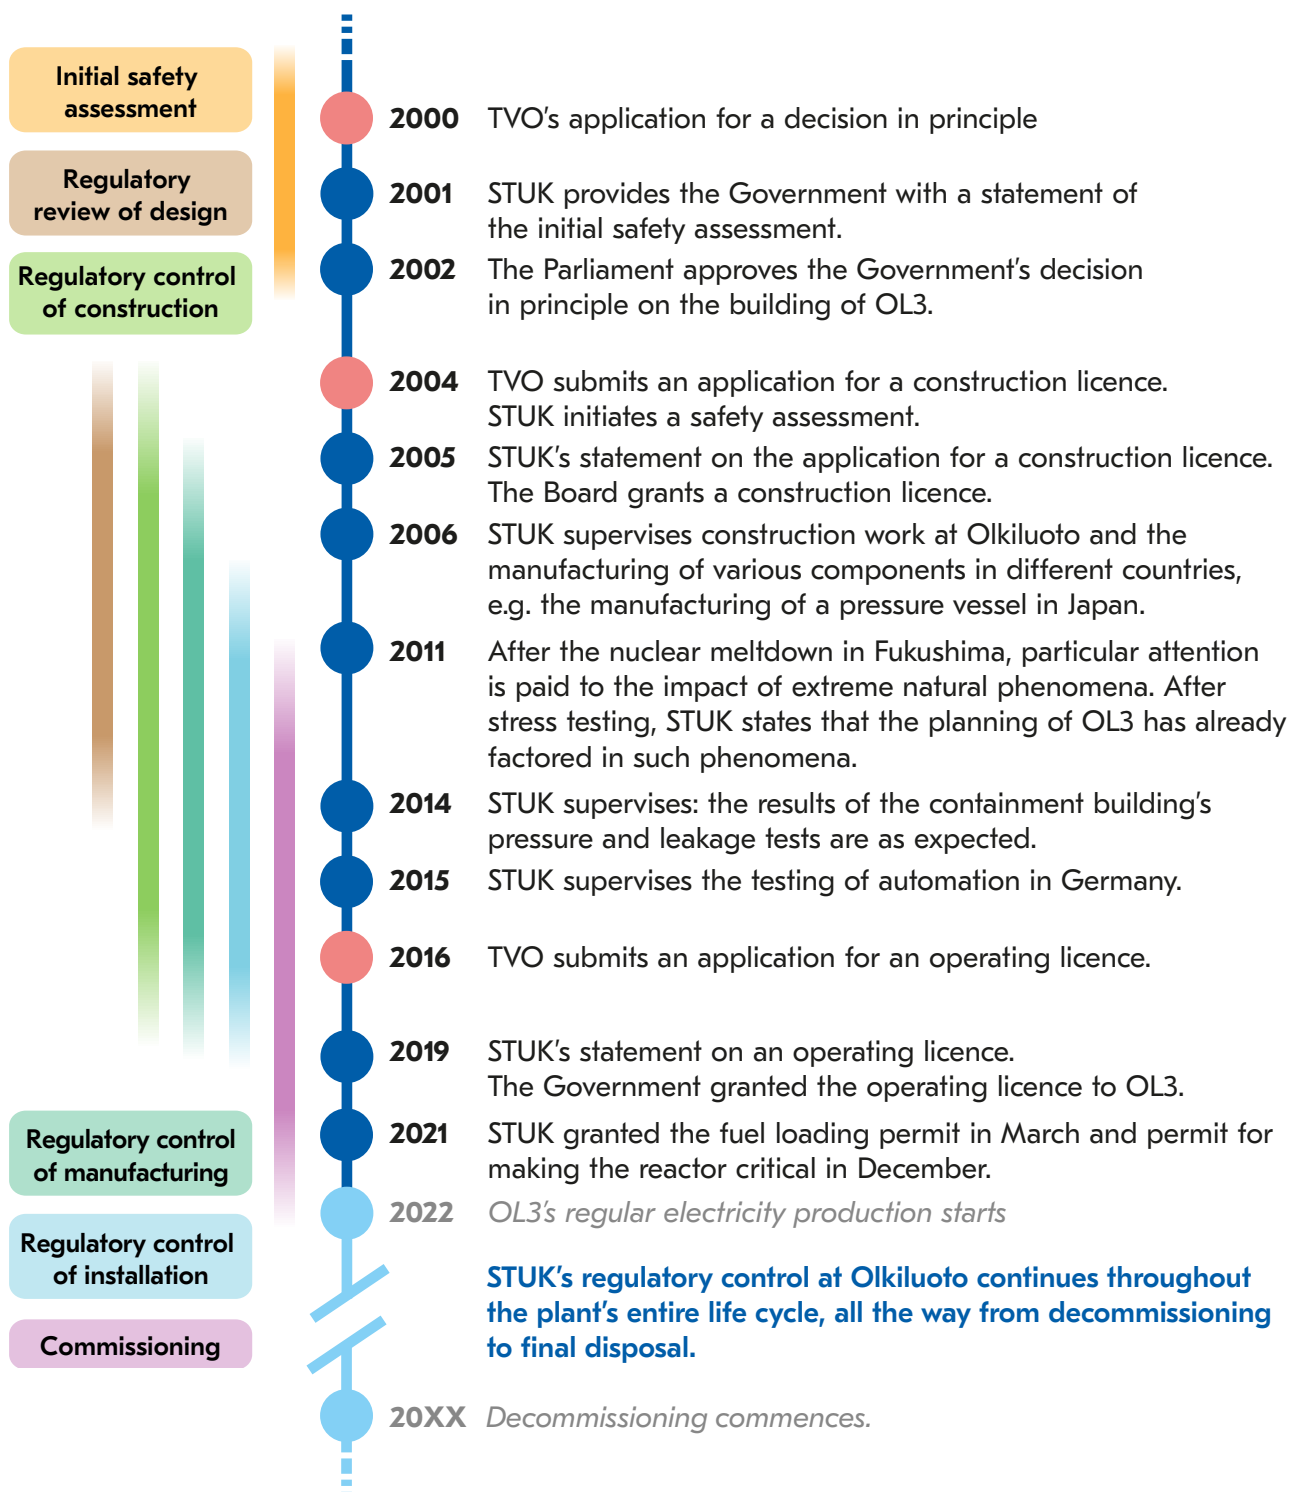 Initial safety
assessment
Regulatory
review of design
Regulatory control
of construction
2000 TVO's application for a decision in principle
2001 STUK provides the Government with a statement of
the initial safety assessment.
2002 The Parliament approves the Government's decision
in principle on the building of OL3.
2004 TVO submits an application for a construction licence.
STUK initiates a safety assessment.
2005 STUK's statement on the application for a construction licence.
The Board grants a construction licence.
2006 STUK supervises construction work at Olkiluoto and the
manufacturing of various components in different countries,
e.g. the manufacturing of a pressure vessel in Japan.
2011 After the nuclear meltdown in Fukushima, particular attention
is paid to the impact of extreme natural phenomena. After
stress testing, STUK states that the planning of OL3 has already
factored in such phenomena.
2014 STUK supervises: the results of the containment building's
pressure and leakage tests are as expected.
2015 STUK supervises the testing of automation in Germany.
2016 TVO submits an application for an operating licence.
2019 STUK's statement on an operating licence.
The Government granted the operating licence to OL3.
2021 STUK granted the fuel loading permit in March and permit for
making the reactor critical in December.
2022 OL3's regular electricity production starts
Regulatory control
of manufacturing
Regulatory control
of installation
Commissioning
STUK's regulatory control at Olkiluoto continues throughout
the plant's entire life cycle, all the way from decommissioning
to final disposal.
20XX Decommissioning commences.